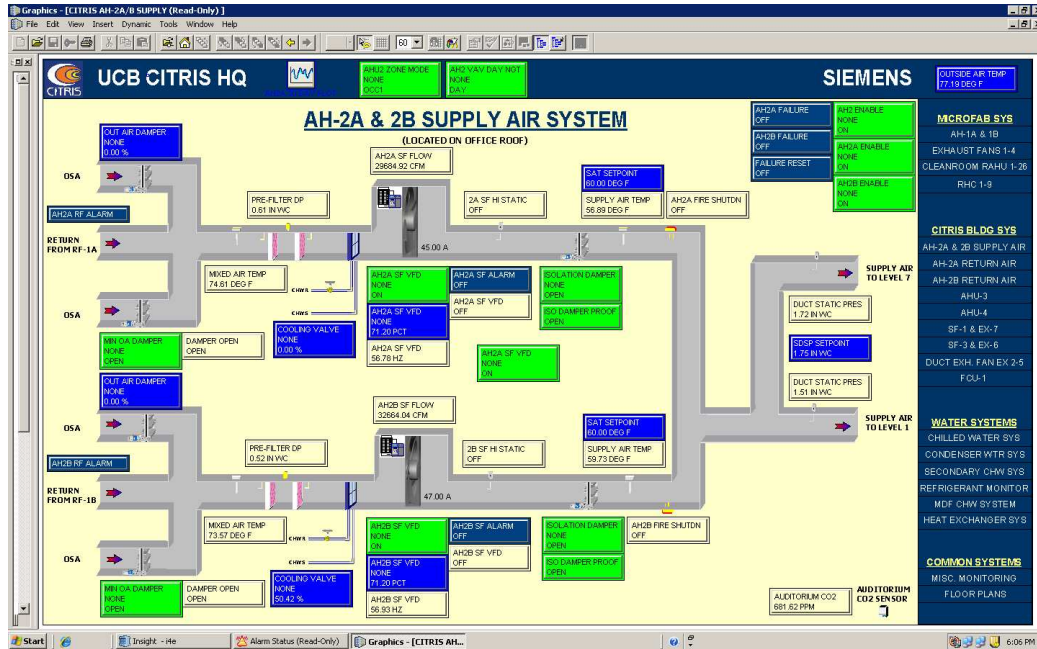 Graphics - [CITRIS AH-2A/B SUPPLY (Read-Only) ]
File Edit View Insert Dynamic Tools Window Help
60
CITRIS
UCB CITRIS HQ
AHU2 ZONE MODE
NONE
OCC1
AH2 VAV DAY NGT
NONE
DAY
SIEMENS
OUTSIDE AIR TEMP
77.19 DEG F
AH-2A & 2B SUPPLY AIR SYSTEM
(LOCATED ON OFFICE ROOF)
AH2A FAILURE
OFF
AH2B FAILURE
OFF
FAILURE RESET
OFF
AH2 ENABLE
NONE
ON
AH2A ENABLE
NONE
ON
AH2B ENABLE
NONE
ON
OUT AIR DAMPER
NONE
0.00 %
OSA
AH2A RF ALARM
RETURN
FROM RF-1A
OSA
MIN OA DAMPER
NONE
OPEN
DAMPER OPEN
OPEN
PRE-FILTER DP
0.61 IN WC
MIXED AIR TEMP
74.61 DEG F
CHWR
CHWS
COOLING VALVE
NONE
0.00 %
AH2A SF FLOW
29684.92 CFM
45.00 A
2A SF HI STATIC
OFF
SAT SETPOINT
60.00 DEG F
SUPPLY AIR TEMP
56.89 DEG F
AH2A FIRE SHUTDN
OFF
AH2A SF VFD
NONE
ON
AH2A SF ALARM
OFF
AH2A SF VFD
NONE
71.20 PCT
AH2A SF VFD
OFF
AH2A SF VFD
56.78 HZ
ISOLATION DAMPER
NONE
OPEN
ISO DAMPER PROOF
OPEN
AH2A SF VFD
NONE
ON
SUPPLY AIR
TO LEVEL 7
DUCT STATIC PRES
1.72 IN WC
SDSP SETPOINT
1.75 IN WC
DUCT STATIC PRES
1.51 IN WC
SUPPLY AIR
TO LEVEL 1
OUT AIR DAMPER
NONE
0.00 %
OSA
AH2B RF ALARM
RETURN
FROM RF-1B
OSA
MIN OA DAMPER
NONE
OPEN
DAMPER OPEN
OPEN
PRE-FILTER DP
0.52 IN WC
MIXED AIR TEMP
73.57 DEG F
CHWR
CHWS
COOLING VALVE
NONE
50.42 %
AH2B SF FLOW
32664.04 CFM
47.00 A
2B SF HI STATIC
OFF
SAT SETPOINT
60.00 DEG F
SUPPLY AIR TEMP
59.73 DEG F
AH2B SF VFD
NONE
ON
AH2B SF ALARM
OFF
AH2B SF VFD
NONE
71.20 PCT
AH2B SF VFD
OFF
AH2B SF VFD
56.93 HZ
ISOLATION DAMPER
NONE
OPEN
ISO DAMPER PROOF
OPEN
AH2B FIRE SHUTDN
OFF
AUDITORIUM CO2
681.62 PPM
AUDITORIUM
CO2 SENSOR
MICROFAB SYS
AH-1A & 1B
EXHAUST FANS 1-4
CLEANROOM RAHU 1-26
RHC 1-9
CITRIS BLDG SYS
AH-2A & 2B SUPPLY AIR
AH-2A RETURN AIR
AH-2B RETURN AIR
AHU-3
AHU-4
SF-1 & EX-7
SF-3 & EX-6
DUCT EXH. FAN EX 2-5
FCU-1
WATER SYSTEMS
CHILLED WATER SYS
CONDENSER WTR SYS
SECONDARY CHW SYS
REFRIGERANT MONITOR
MDF CHW SYSTEM
HEAT EXCHANGER SYS
COMMON SYSTEMS
MISC. MONITORING
FLOOR PLANS
Start
Insight - i4e
Alarm Status (Read-Only)
Graphics - [CITRIS AH...
6:06 PM